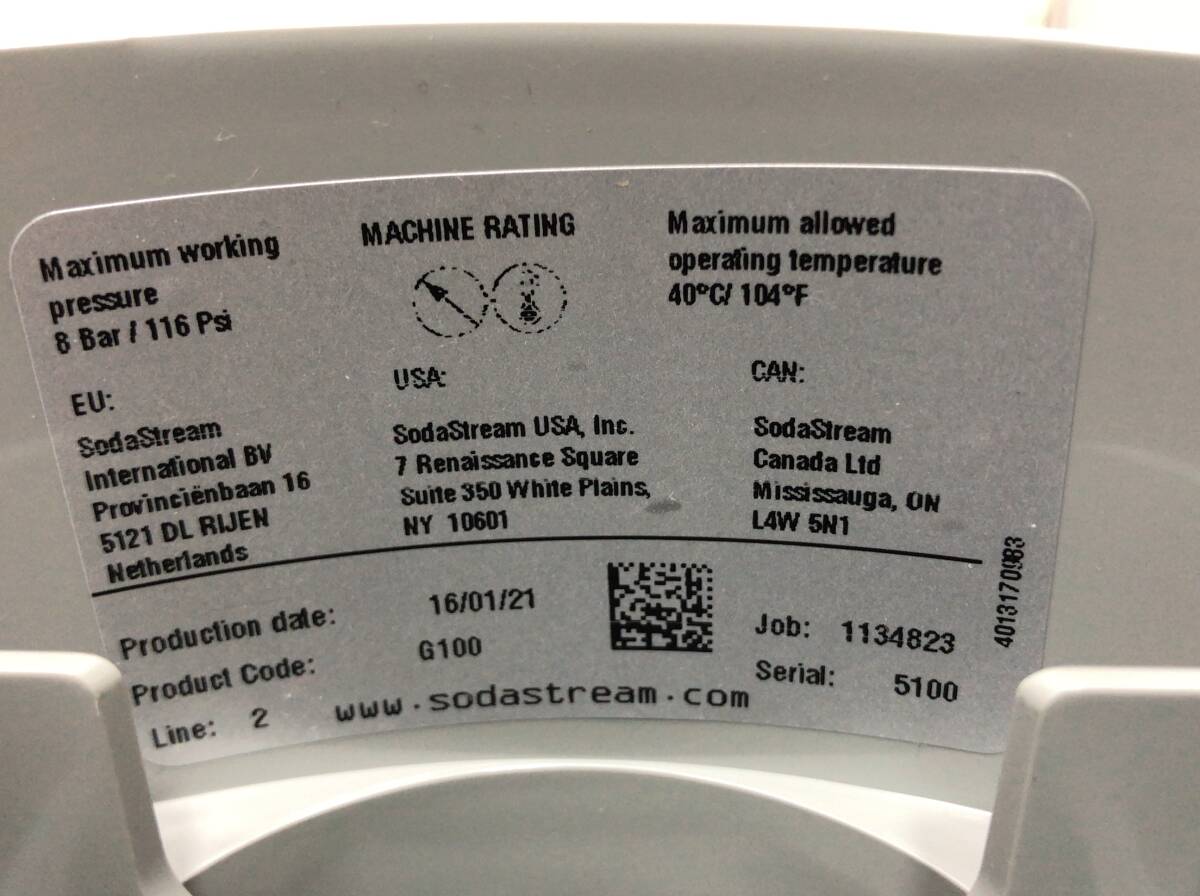 Maximum working
pressure
8 Bar / 116 Psi
MACHINE RATING
Maximum allowed
operating temperature
40°C/ 104°F
EU:
SodaStream
International BV
Provinciënbaan 16
5121 DL RIJEN
Netherlands
USA:
SodaStream USA, Inc.
7 Renaissance Square
Suite 350 White Plains,
NY 10601
CAN:
SodaStream
Canada Ltd
Mississauga, ON
L4W 5N1
4013170983
Production date: 16/01/21
Product Code: G100
Line: 2
www.sodastream.com
Job: 1134823
Serial: 5100